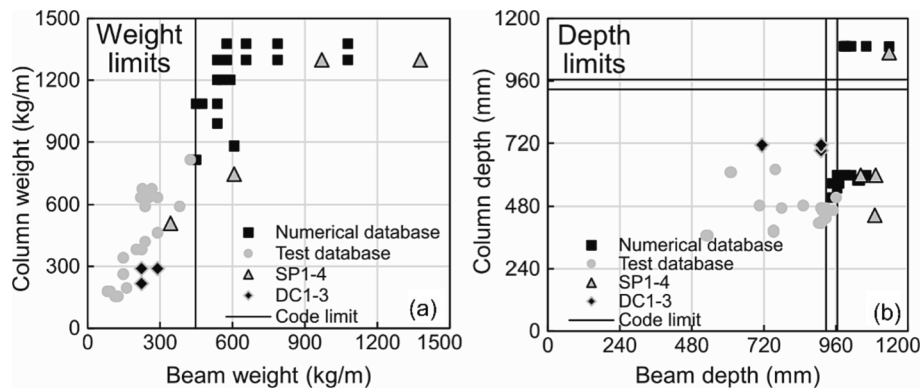 1500
1200
900
600
300
0
Column weight (kg/m)
Weight
limits
Numerical database
Test database
SP1-4
DC1-3
Code limit
(a)
0 300 600 900 1200 1500
Beam weight (kg/m)
1200
960
720
480
240
0
Column depth (mm)
Depth
limits
Numerical database
Test database
SP1-4
DC1-3
Code limit
(b)
0 240 480 720 960 1200
Beam depth (mm)